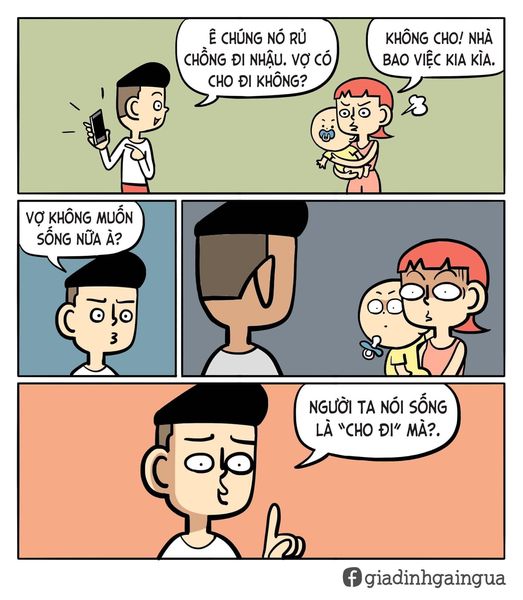 Ê CHÚNG NÓ RỦ
CHỒNG ĐI NHẬU. VỢ CÓ
CHO ĐI KHÔNG?
KHÔNG CHO! NHÀ
BAO VIỆC KIA KÌA.
VỢ KHÔNG MUỐN
SỐNG NỮA À?
NGƯỜI TA NÓI SỐNG
LÀ "CHO ĐI" MÀ?.
giadinhgaingua